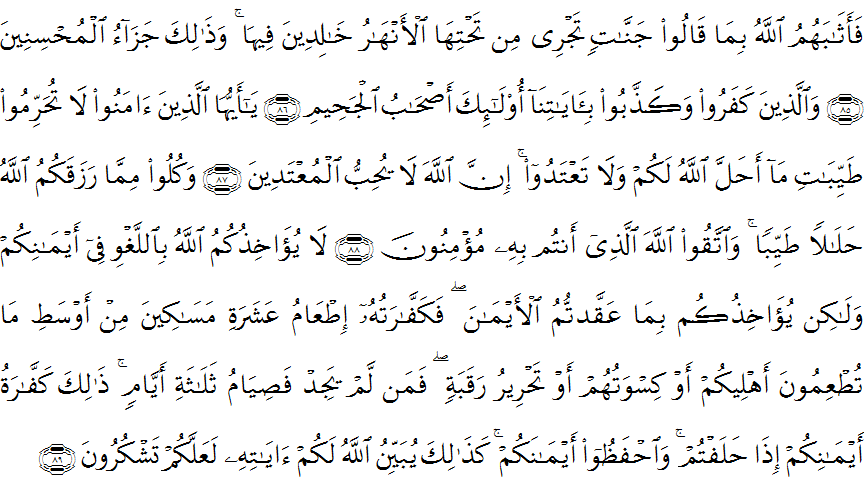 فَأَثَـٰبَهُمُ ٱللَّهُ بِمَا قَالُوا۟ جَنَّـٰتٍۢ تَجْرِى مِن تَحْتِهَا ٱلْأَنْهَـٰرُ خَـٰلِدِينَ فِيهَا ۚ وَذَٰلِكَ جَزَآءُ ٱلْمُحْسِنِينَ
٨٥ وَٱلَّذِينَ كَفَرُوا۟ وَكَذَّبُوا۟ بِـَٔايَـٰتِنَآ أُو۟لَـٰٓئِكَ أَصْحَـٰبُ ٱلْجَحِيمِ ٨٦ يَـٰٓأَيُّهَا ٱلَّذِينَ ءَامَنُوا۟ لَا تُحَرِّمُوا۟
طَيِّبَـٰتِ مَآ أَحَلَّ ٱللَّهُ لَكُمْ وَلَا تَعْتَدُوٓا۟ ۚ إِنَّ ٱللَّهَ لَا يُحِبُّ ٱلْمُعْتَدِينَ ٨٧ وَكُلُوا۟ مِمَّا رَزَقَكُمُ ٱللَّهُ
حَلَـٰلًۭا طَيِّبًۭا ۚ وَٱتَّقُوا۟ ٱللَّهَ ٱلَّذِىٓ أَنتُم بِهِۦ مُؤْمِنُونَ ٨٨ لَا يُؤَاخِذُكُمُ ٱللَّهُ بِٱللَّغْوِ فِىٓ أَيْمَـٰنِكُمْ
وَلَـٰكِن يُؤَاخِذُكُم بِمَا عَقَّدتُّمُ ٱلْأَيْمَـٰنَ ۖ فَكَفَّـٰرَتُهُۥٓ إِطْعَامُ عَشَرَةِ مَسَـٰكِينَ مِنْ أَوْسَطِ مَا
تُطْعِمُونَ أَهْلِيكُمْ أَوْ كِسْوَتُهُمْ أَوْ تَحْرِيرُ رَقَبَةٍۢ ۖ فَمَن لَّمْ يَجِدْ فَصِيَامُ ثَلَـٰثَةِ أَيَّامٍۢ ۚ ذَٰلِكَ كَفَّـٰرَةُ
أَيْمَـٰنِكُمْ إِذَا حَلَفْتُمْ ۚ وَٱحْفَظُوٓا۟ أَيْمَـٰنَكُمْ ۚ كَذَٰلِكَ يُبَيِّنُ ٱللَّهُ لَكُمْ ءَايَـٰتِهِۦ لَعَلَّكُمْ تَشْكُرُونَ ٨٩